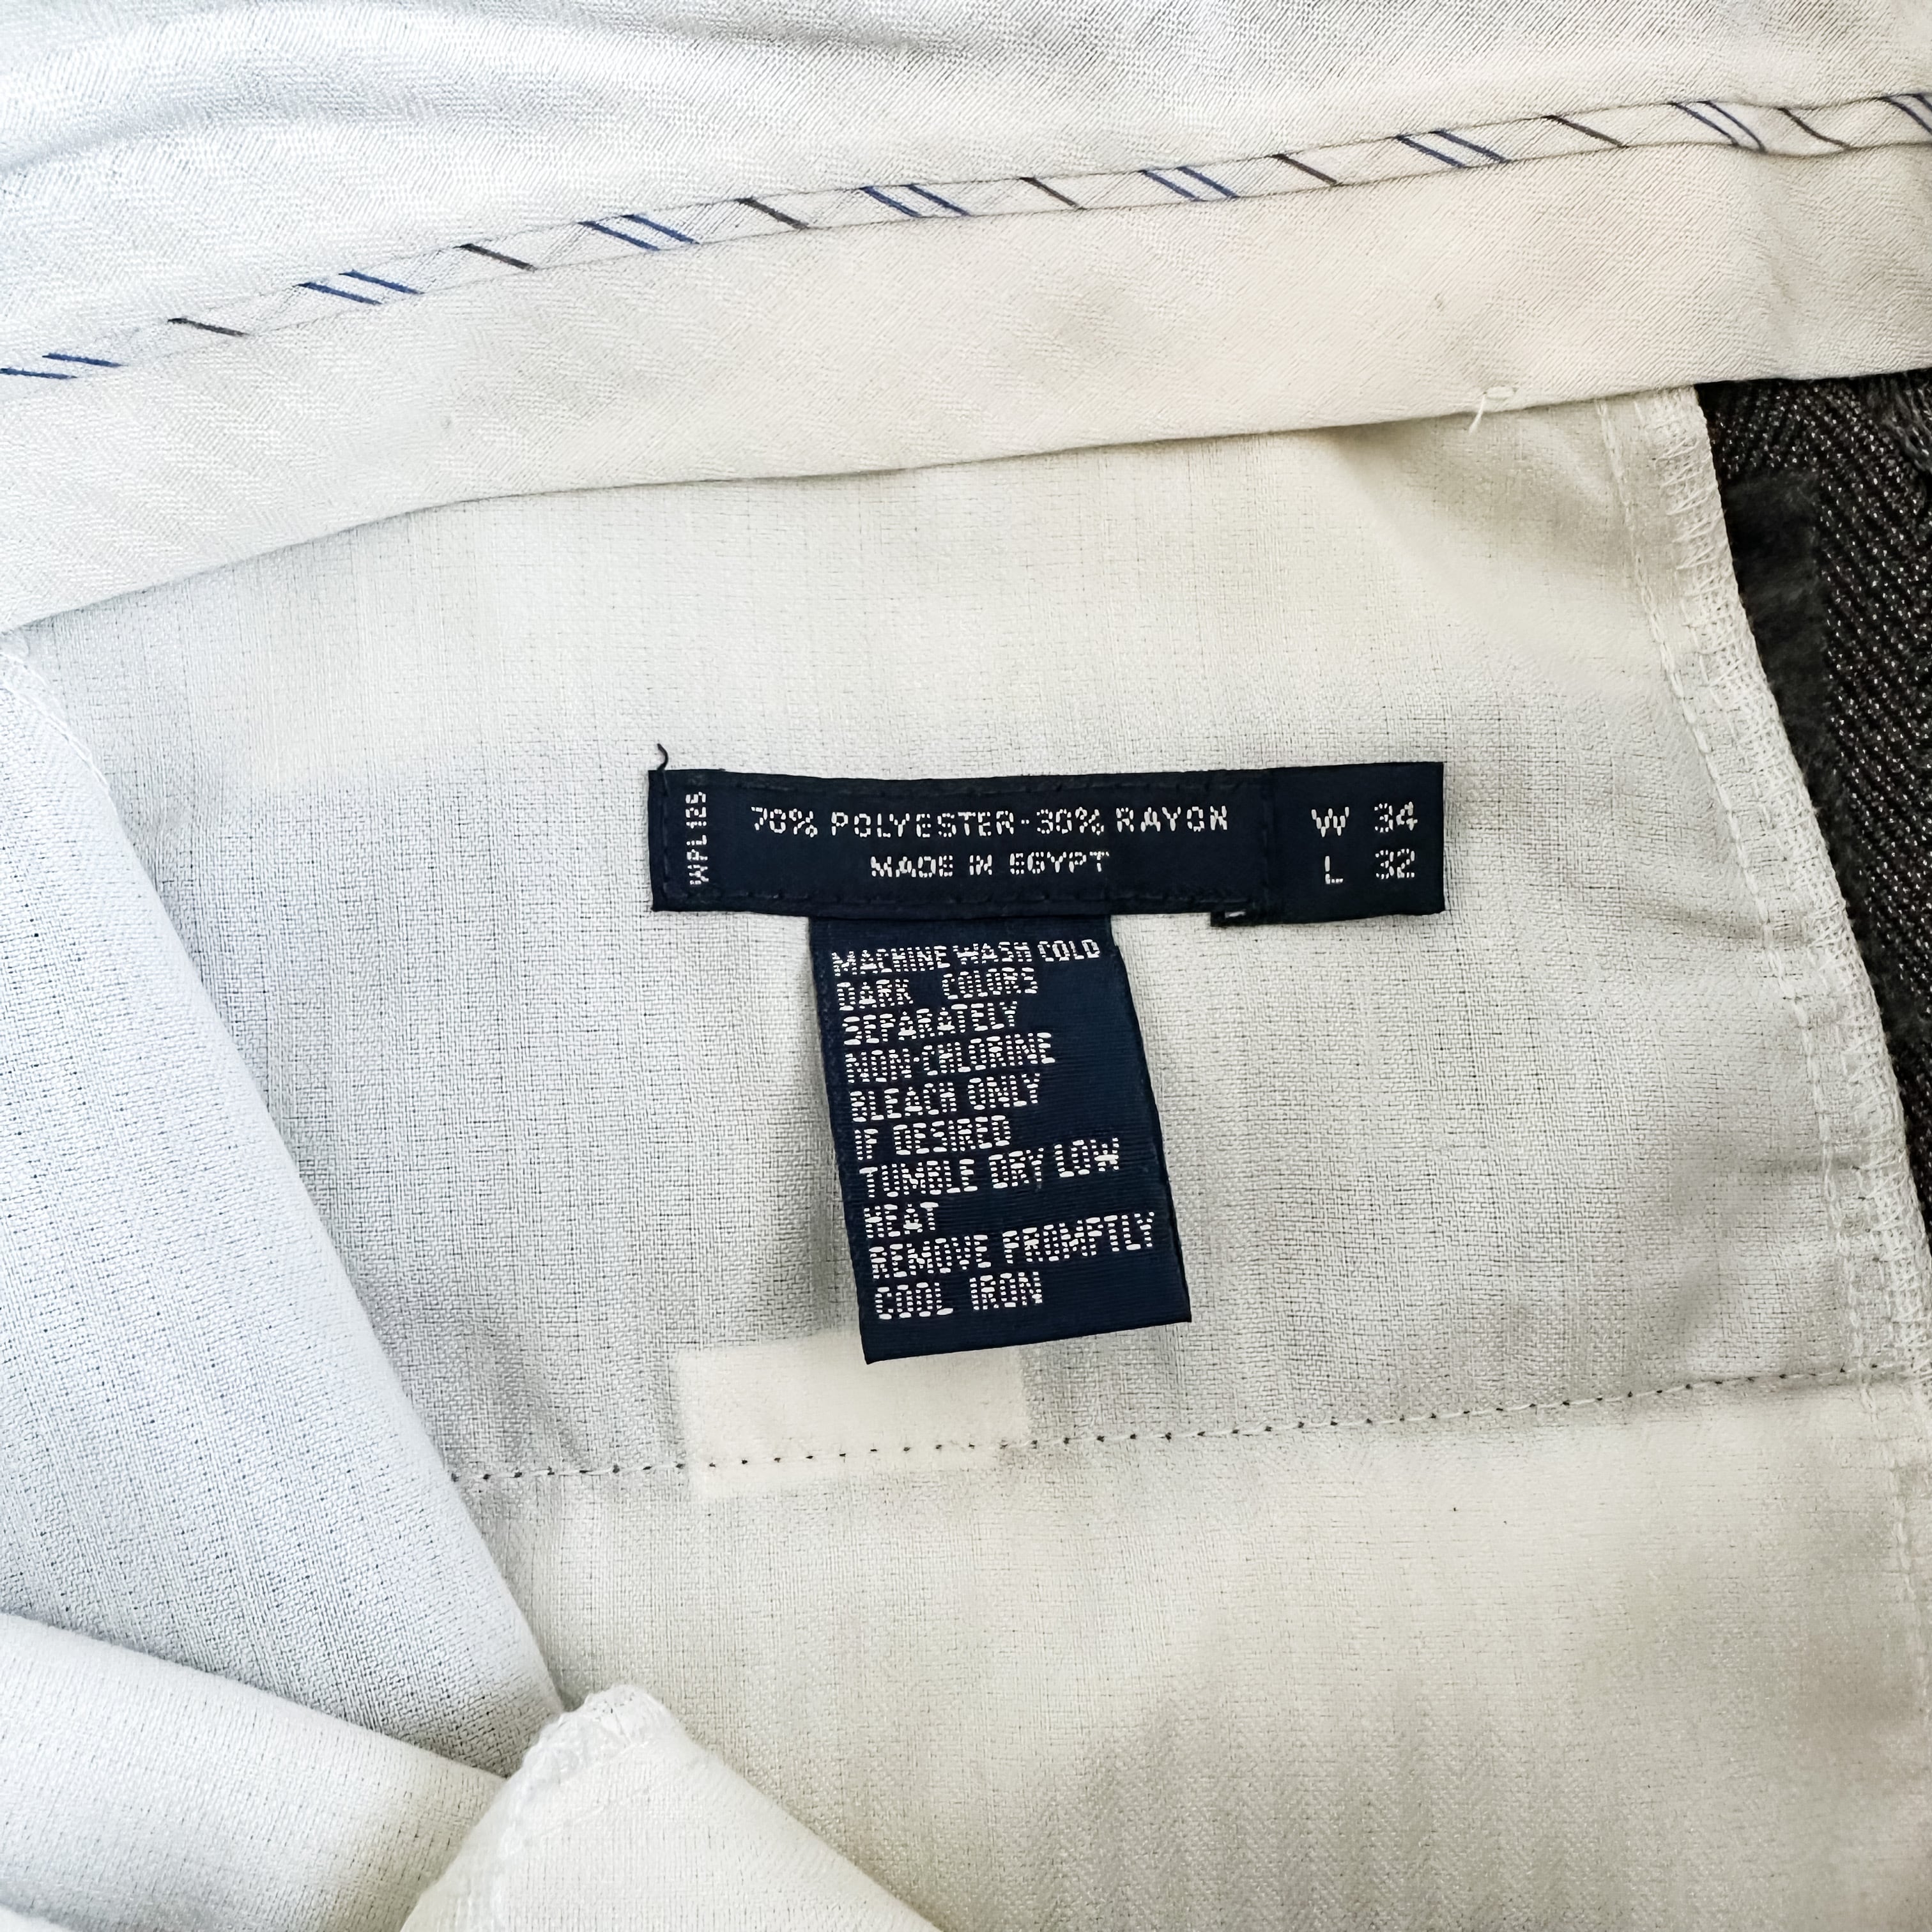 WPL125
70% POLYESTER-30% RAYON
MADE IN EGYPT
W 34
L 32
MACHINE WASH COLD
DARK COLORS
SEPARATELY
NON-CHLORINE
BLEACH ONLY
IF DESIRED
TUMBLE DRY LOW
HEAT
REMOVE PROMPTLY
COOL IRON